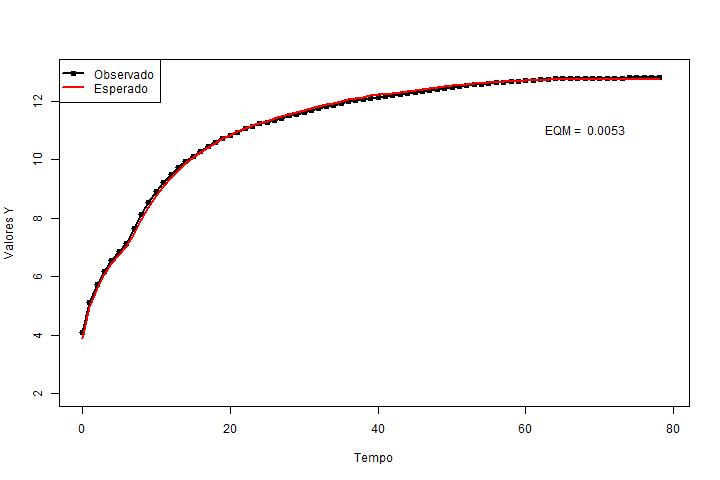 Observado
Esperado
EQM = 0.0053
Valores Y
12
10
8
6
4
2
0 20 40 60 80
Tempo